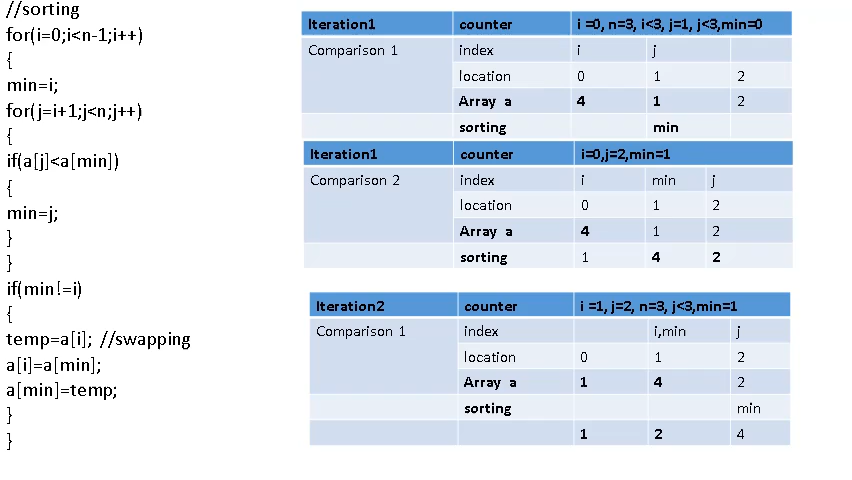 //sorting
for(i=0;i<n-1;i++)
{
min=i;
for(j=i+1;j<n;j++)
{
if(a[j]<a[min])
{
min=j;
}
}
if(min!=i)
{
temp=a[i]; //swapping
a[i]=a[min];
a[min]=temp;
}
}
Iteration1 counter i =0, n=3, i<3, j=1, j<3,min=0
Comparison 1 index i j
location 0 1 2
Array a 4 1 2
sorting min
Iteration1 counter i=0,j=2,min=1
Comparison 2 index i min j
location 0 1 2
Array a 4 1 2
sorting 1 4 2
Iteration2 counter i =1, j=2, n=3, j<3,min=1
Comparison 1 index i,min j
location 0 1 2
Array a 1 4 2
sorting min
1 2 4